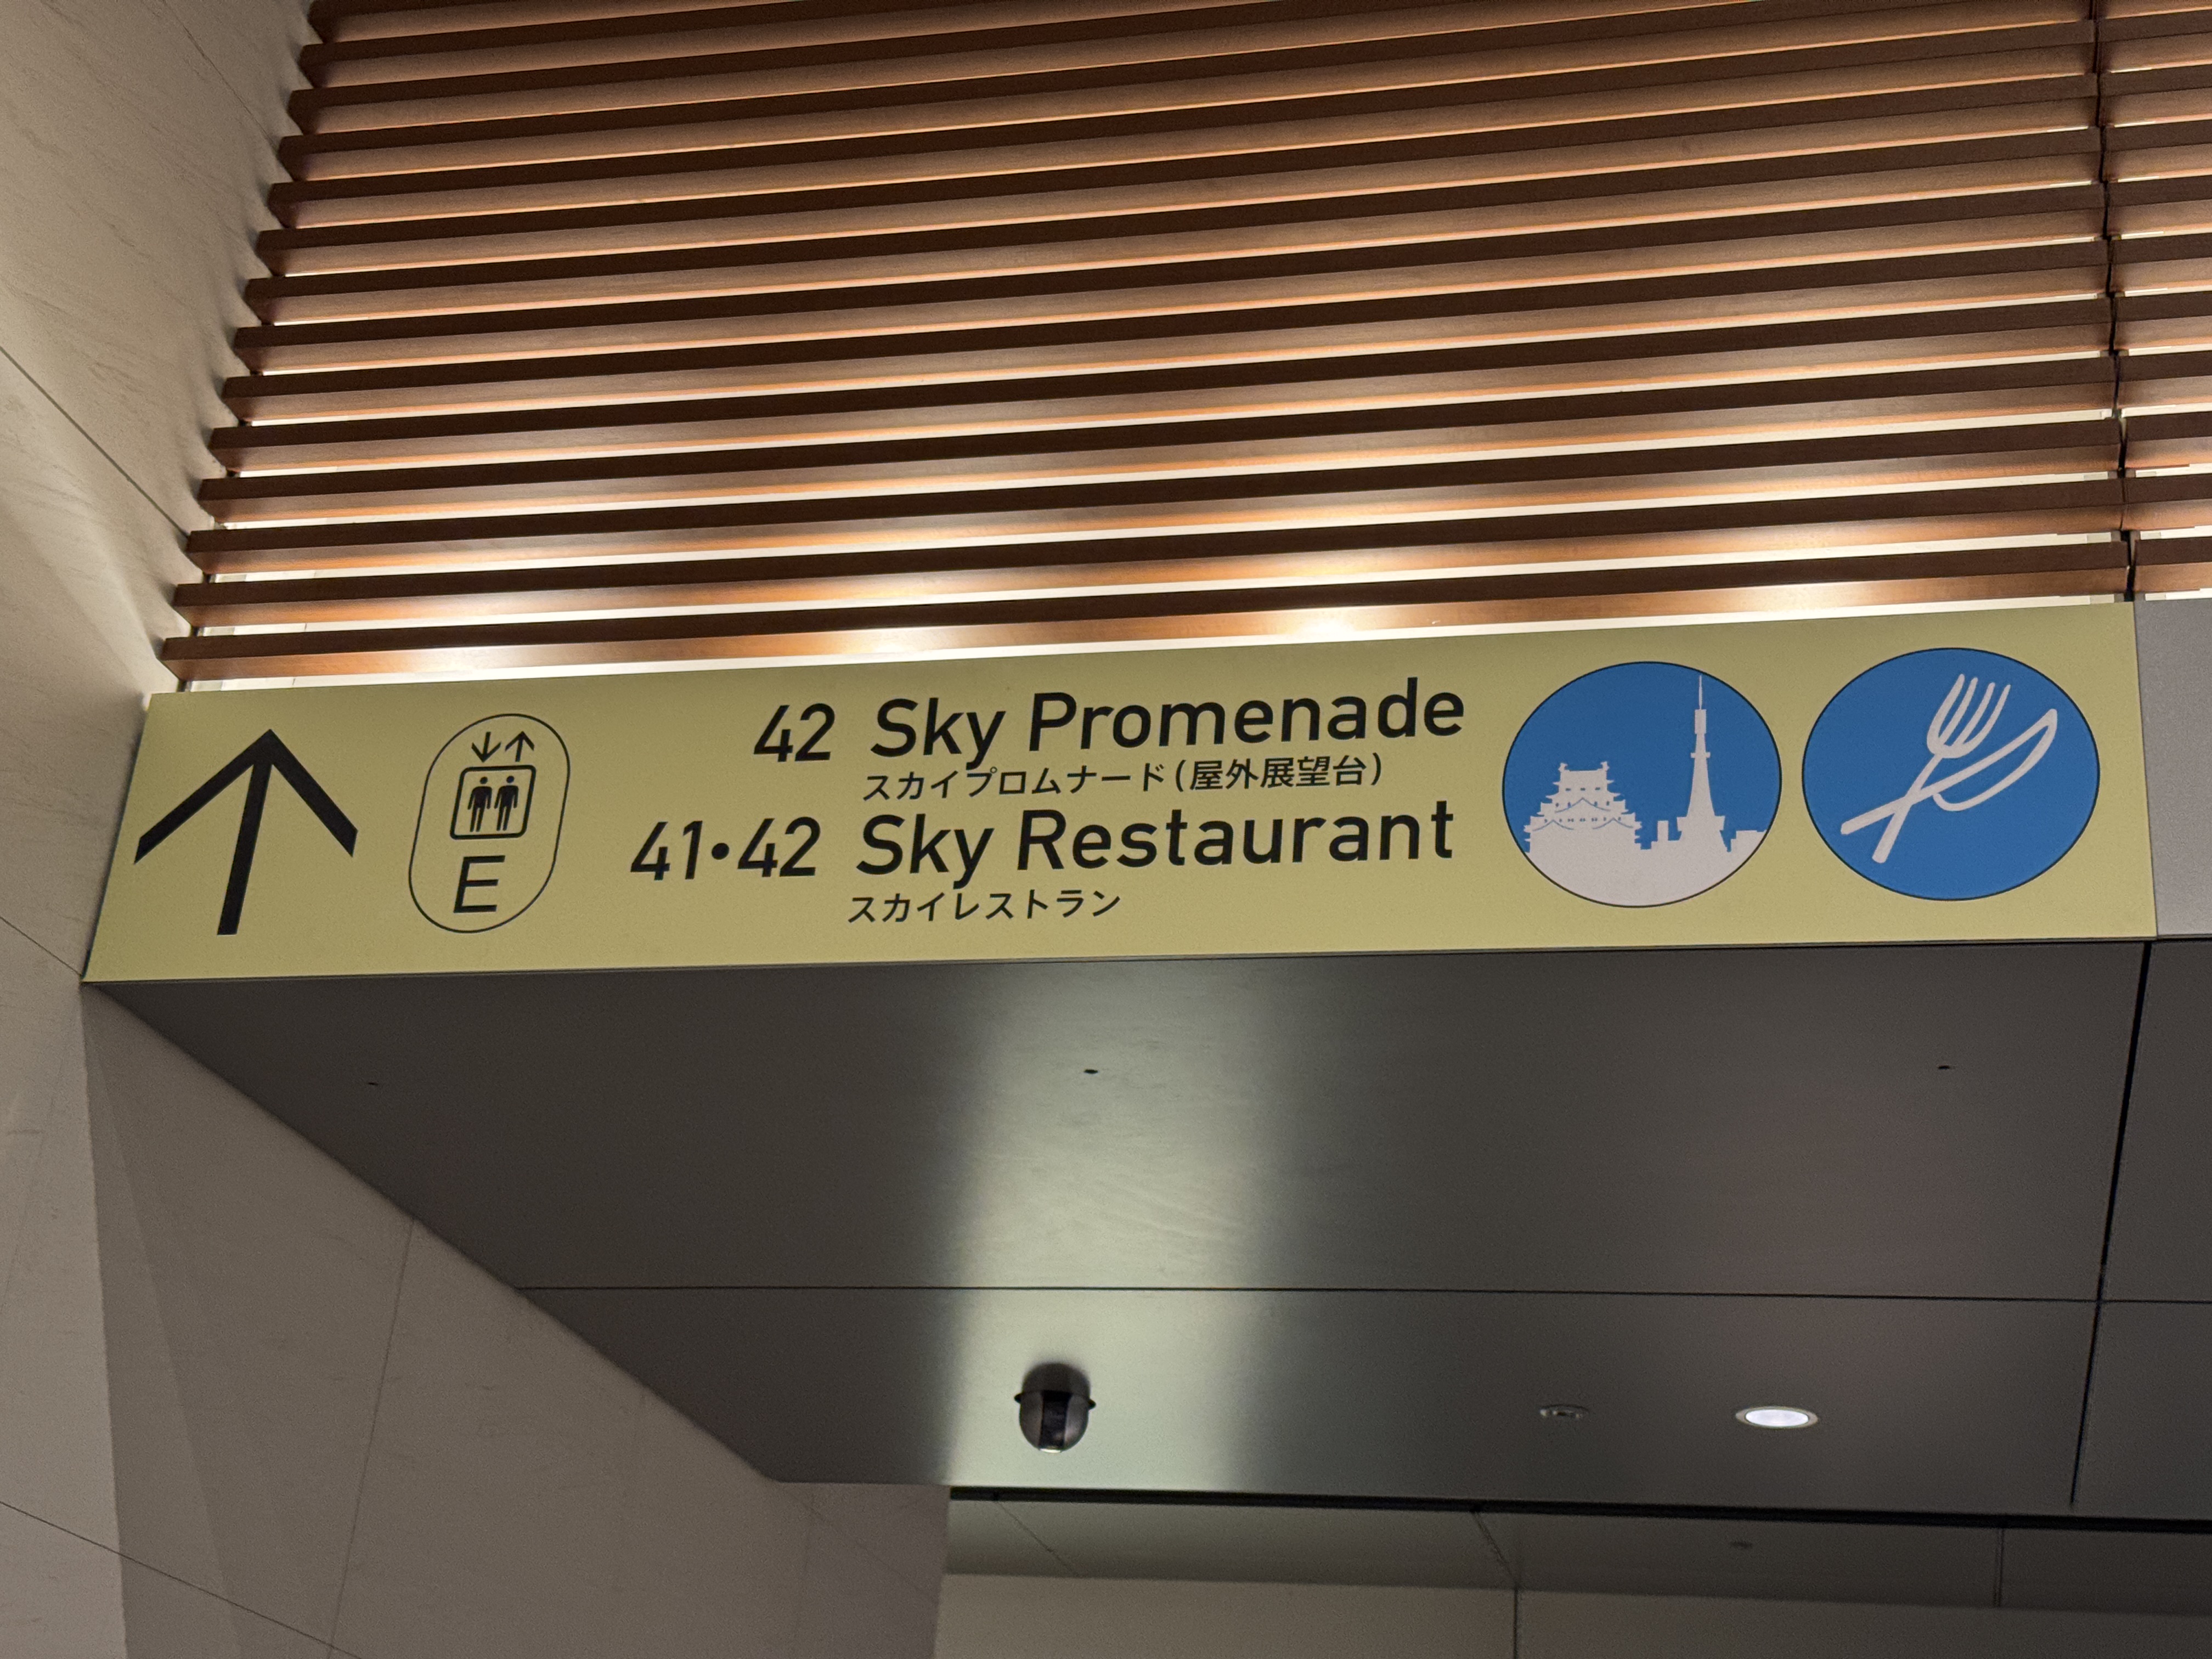 E
42 Sky Promenade
スカイプロムナード(屋外展望台)
41•42 Sky Restaurant
スカイレストラン